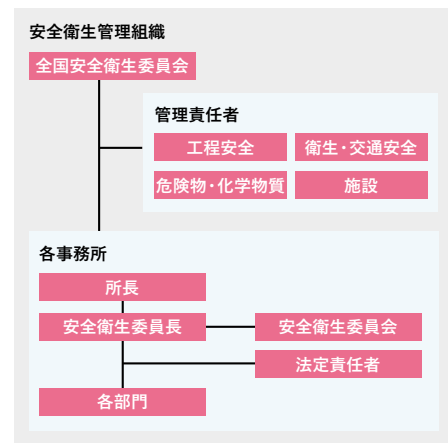 安全衛生管理組織
全国安全衛生委員会
管理責任者
工程安全
衛生・交通安全
危険物・化学物質
施設
各事務所
所長
安全衛生委員長
安全衛生委員会
法定責任者
各部門